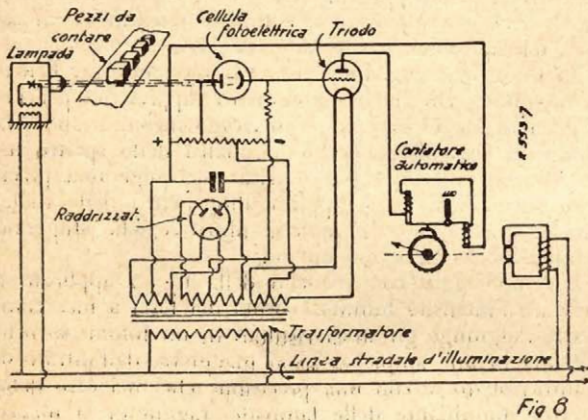 Pezzi da
contare
Lampada
Cellula
fotoelettrica
Triodo
+
-
Contatore
automatico
Raddrizzat.
Trasformatore
Linea stradale d'illuminazione
Fig 8